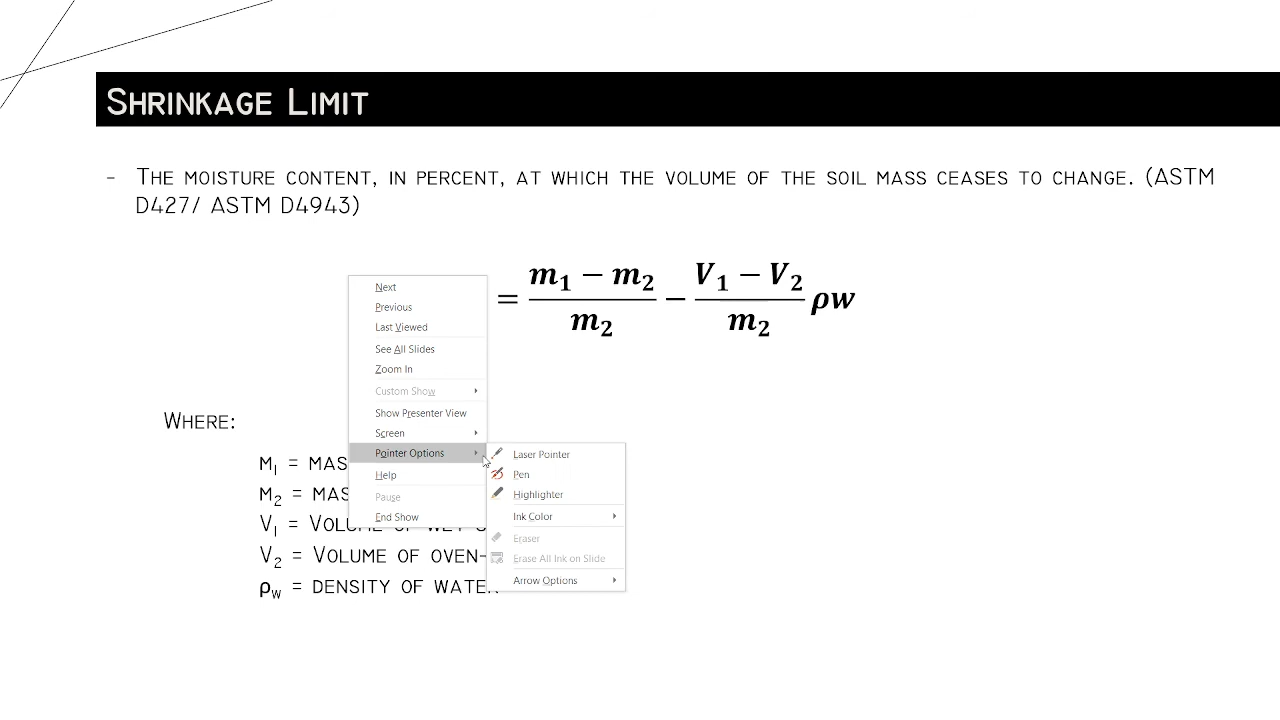 SHRINKAGE LIMIT
- THE MOISTURE CONTENT, IN PERCENT, AT WHICH THE VOLUME OF THE SOIL MASS CEASES TO CHANGE. (ASTM
D427/ ASTM D4943)
= (m₁ − m₂)/m₂ − (V₁ − V₂)/m₂ ρw
Next
Previous
Last Viewed
See All Slides
Zoom In
Custom Show
Show Presenter View
Screen
Pointer Options
Help
Pause
End Show
Laser Pointer
Pen
Highlighter
Ink Color
Eraser
Erase All Ink on Slide
Arrow Options
WHERE:
M₁ =
M₂ =
V₁ = VOLUME OF WET
V₂ = VOLUME OF OVEN-
ρw = DENSITY OF WATER